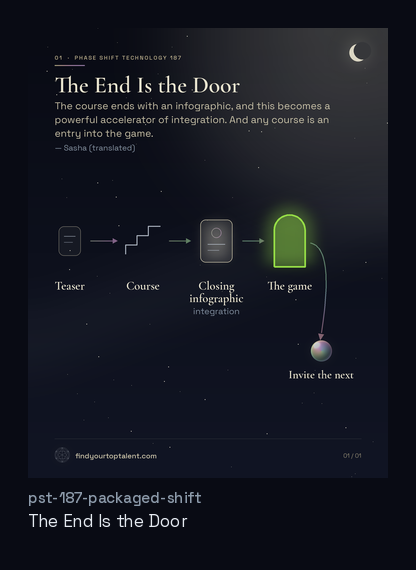 01 · PHASE SHIFT TECHNOLOGY 187
The End Is the Door
The course ends with an infographic, and this becomes a
powerful accelerator of integration. And any course is an
entry into the game.
— Sasha (translated)
Teaser
Course
Closing
infographic
integration
The game
Invite the next
findyourtoptalent.com
01 / 01
pst-187-packaged-shift
The End Is the Door